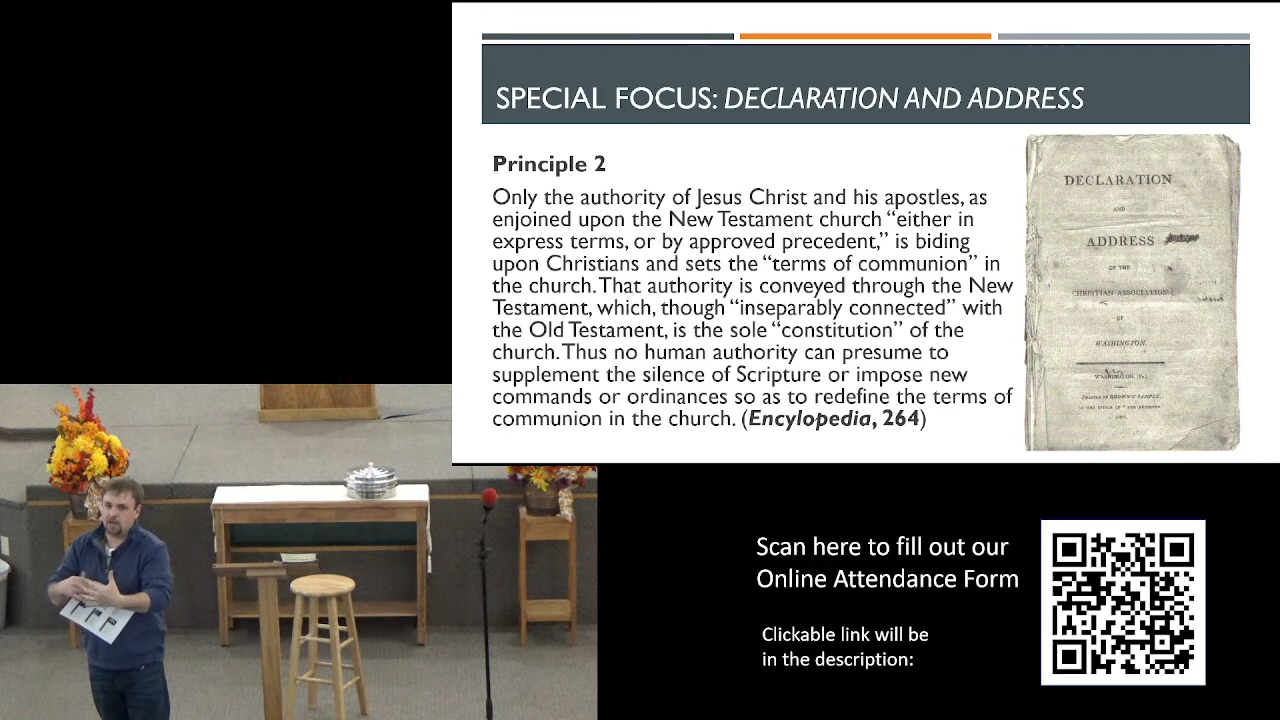 SPECIAL FOCUS: DECLARATION AND ADDRESS
Principle 2
Only the authority of Jesus Christ and his apostles, as
enjoined upon the New Testament church “either in
express terms, or by approved precedent,” is biding
upon Christians and sets the “terms of communion” in
the church. That authority is conveyed through the New
Testament, which, though “inseparably connected” with
the Old Testament, is the sole “constitution” of the
church. Thus no human authority can presume to
supplement the silence of Scripture or impose new
commands or ordinances so as to redefine the terms of
communion in the church. (Encylopedia, 264)
DECLARATION
AND
ADDRESS
OF THE
CHRISTIAN ASSOCIATION
OF
WASHINGTON.
Scan here to fill out our
Online Attendance Form
Clickable link will be
in the description: